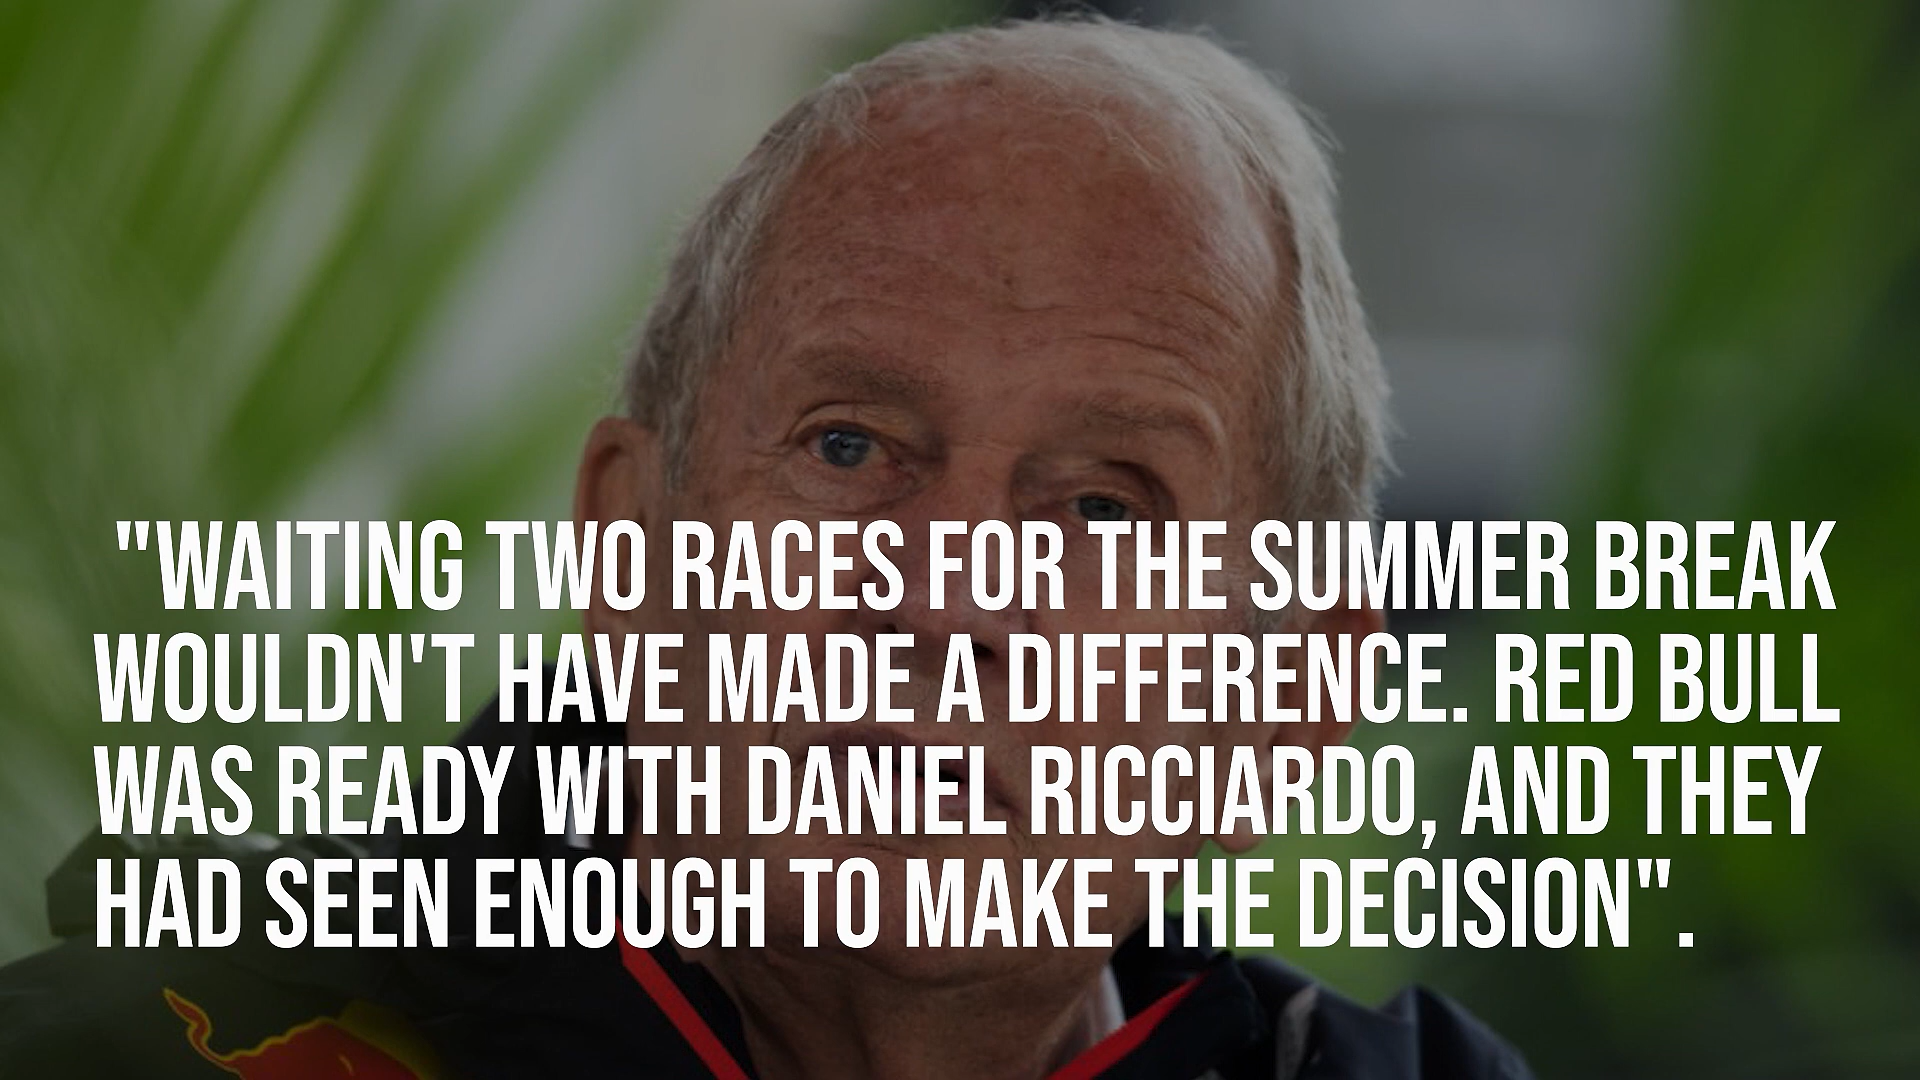 "WAITING TWO RACES FOR THE SUMMER BREAK
WOULDN'T HAVE MADE A DIFFERENCE. RED BULL
WAS READY WITH DANIEL RICCIARDO, AND THEY
HAD SEEN ENOUGH TO MAKE THE DECISION".